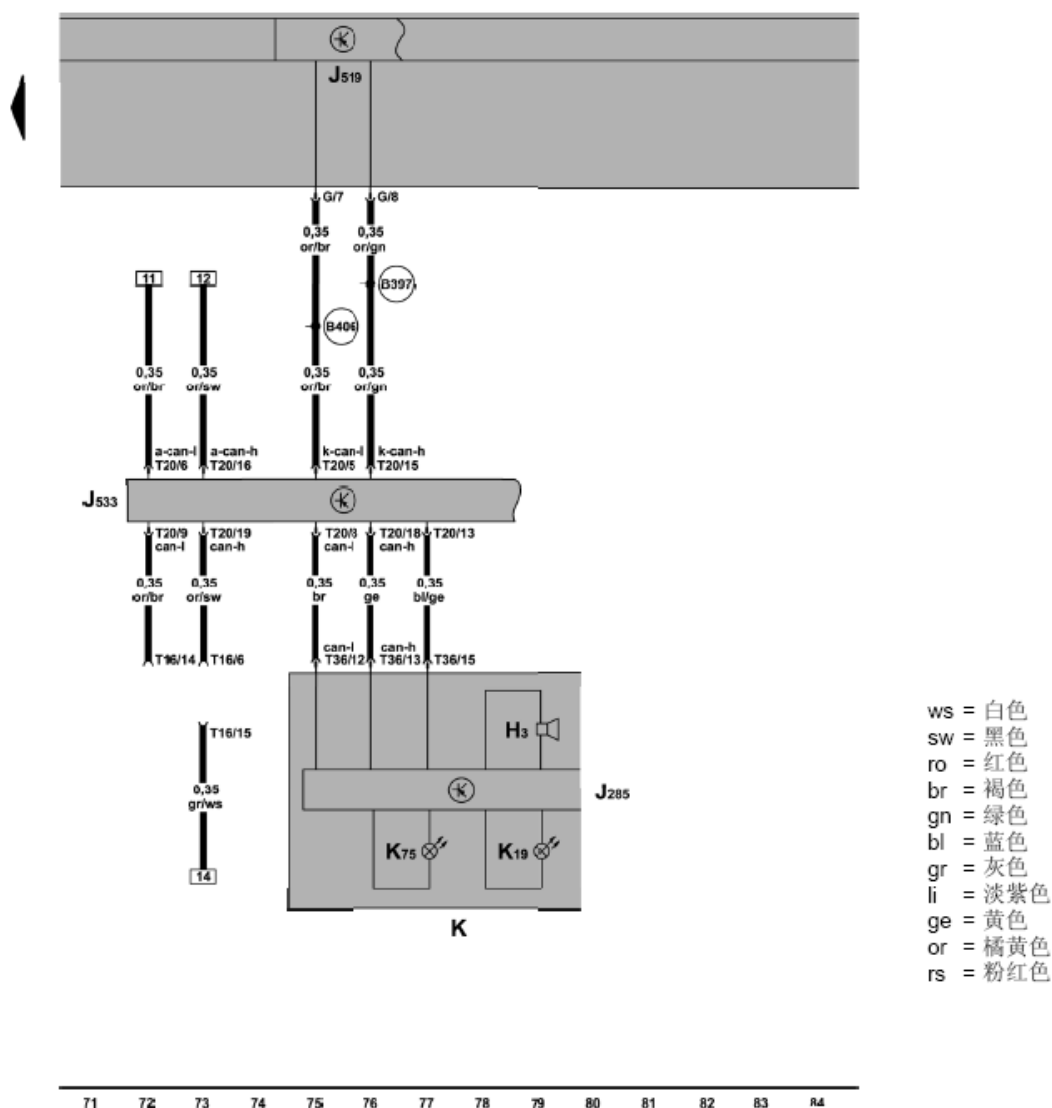 J519
G/7 G/8
0,35 0,35
or/br or/gn
11 12 B397
B406
0,35 0,35 0,35 0,35
or/br or/sw or/br or/gn
a-can-l a-can-h k-can-l k-can-h
T20/6 T20/16 T20/5 T20/15
J533
T20/9 T20/19 T20/8 T20/18 T20/13
can-l can-h can-l can-h
0,35 0,35 0,35 0,35 0,35
or/br or/sw br ge bl/ge
can-l can-h
T16/14 T16/6 T36/12 T36/13 T36/15
T16/15 H3
0,35
gr/ws
J285
K75 K19
14
K
ws = 白色
sw = 黑色
ro = 红色
br = 褐色
gn = 绿色
bl = 蓝色
gr = 灰色
li = 淡紫色
ge = 黄色
or = 橘黄色
rs = 粉红色
71 72 73 74 75 76 77 78 79 80 81 82 83 84